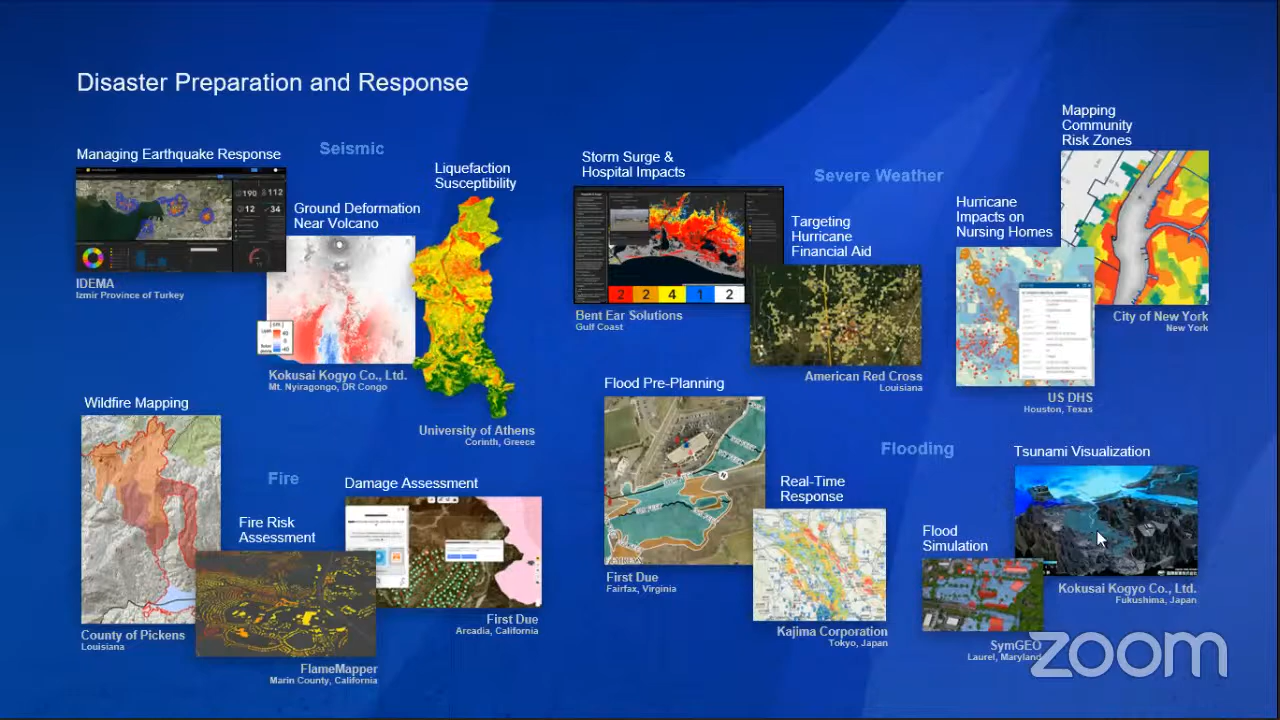 Disaster Preparation and Response
Seismic
Managing Earthquake Response
190
112
12
34
IDEMA
Izmir Province of Turkey
Ground Deformation
Near Volcano
Kokusai Kogyo Co., Ltd.
Mt. Nyiragongo, DR Congo
Liquefaction
Susceptibility
University of Athens
Corinth, Greece
Severe Weather
Storm Surge &
Hospital Impacts
2 2 4 1 2
Bent Ear Solutions
Gulf Coast
Targeting
Hurricane
Financial Aid
American Red Cross
Louisiana
Hurricane
Impacts on
Nursing Homes
US DHS
Houston, Texas
Mapping
Community
Risk Zones
City of New York
New York
Fire
Wildfire Mapping
County of Pickens
Louisiana
Fire Risk
Assessment
FlameMapper
Marin County, California
Damage Assessment
First Due
Arcadia, California
Flooding
Flood Pre-Planning
First Due
Fairfax, Virginia
Real-Time
Response
Kajima Corporation
Tokyo, Japan
Flood
Simulation
SymGEO
Laurel, Maryland
Tsunami Visualization
Kokusai Kogyo Co., Ltd.
Fukushima, Japan
zoom